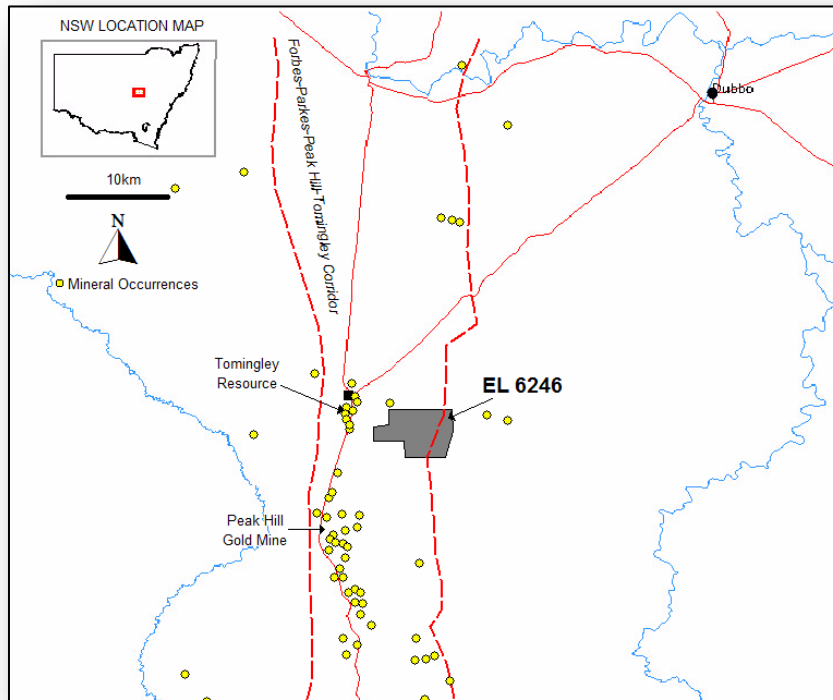 NSW LOCATION MAP
Dubbo
10km
N
Mineral Occurrences
Forbes-Parkes-Peak Hill-Tomingley Corridor
Tomingley
Resource
EL 6246
Peak Hill
Gold Mine